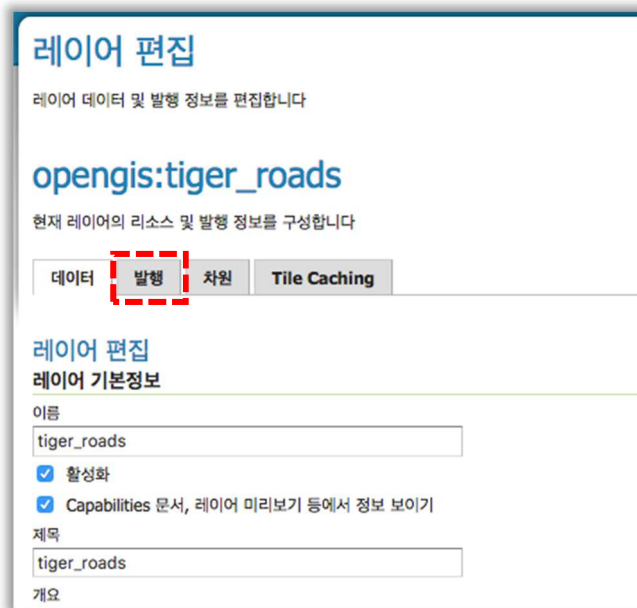 레이어 편집
레이어 데이터 및 발행 정보를 편집합니다
opengis:tiger_roads
현재 레이어의 리소스 및 발행 정보를 구성합니다
데이터 발행 차원 Tile Caching
레이어 편집
레이어 기본정보
이름
tiger_roads
활성화
Capabilities 문서, 레이어 미리보기 등에서 정보 보이기
제목
tiger_roads
개요